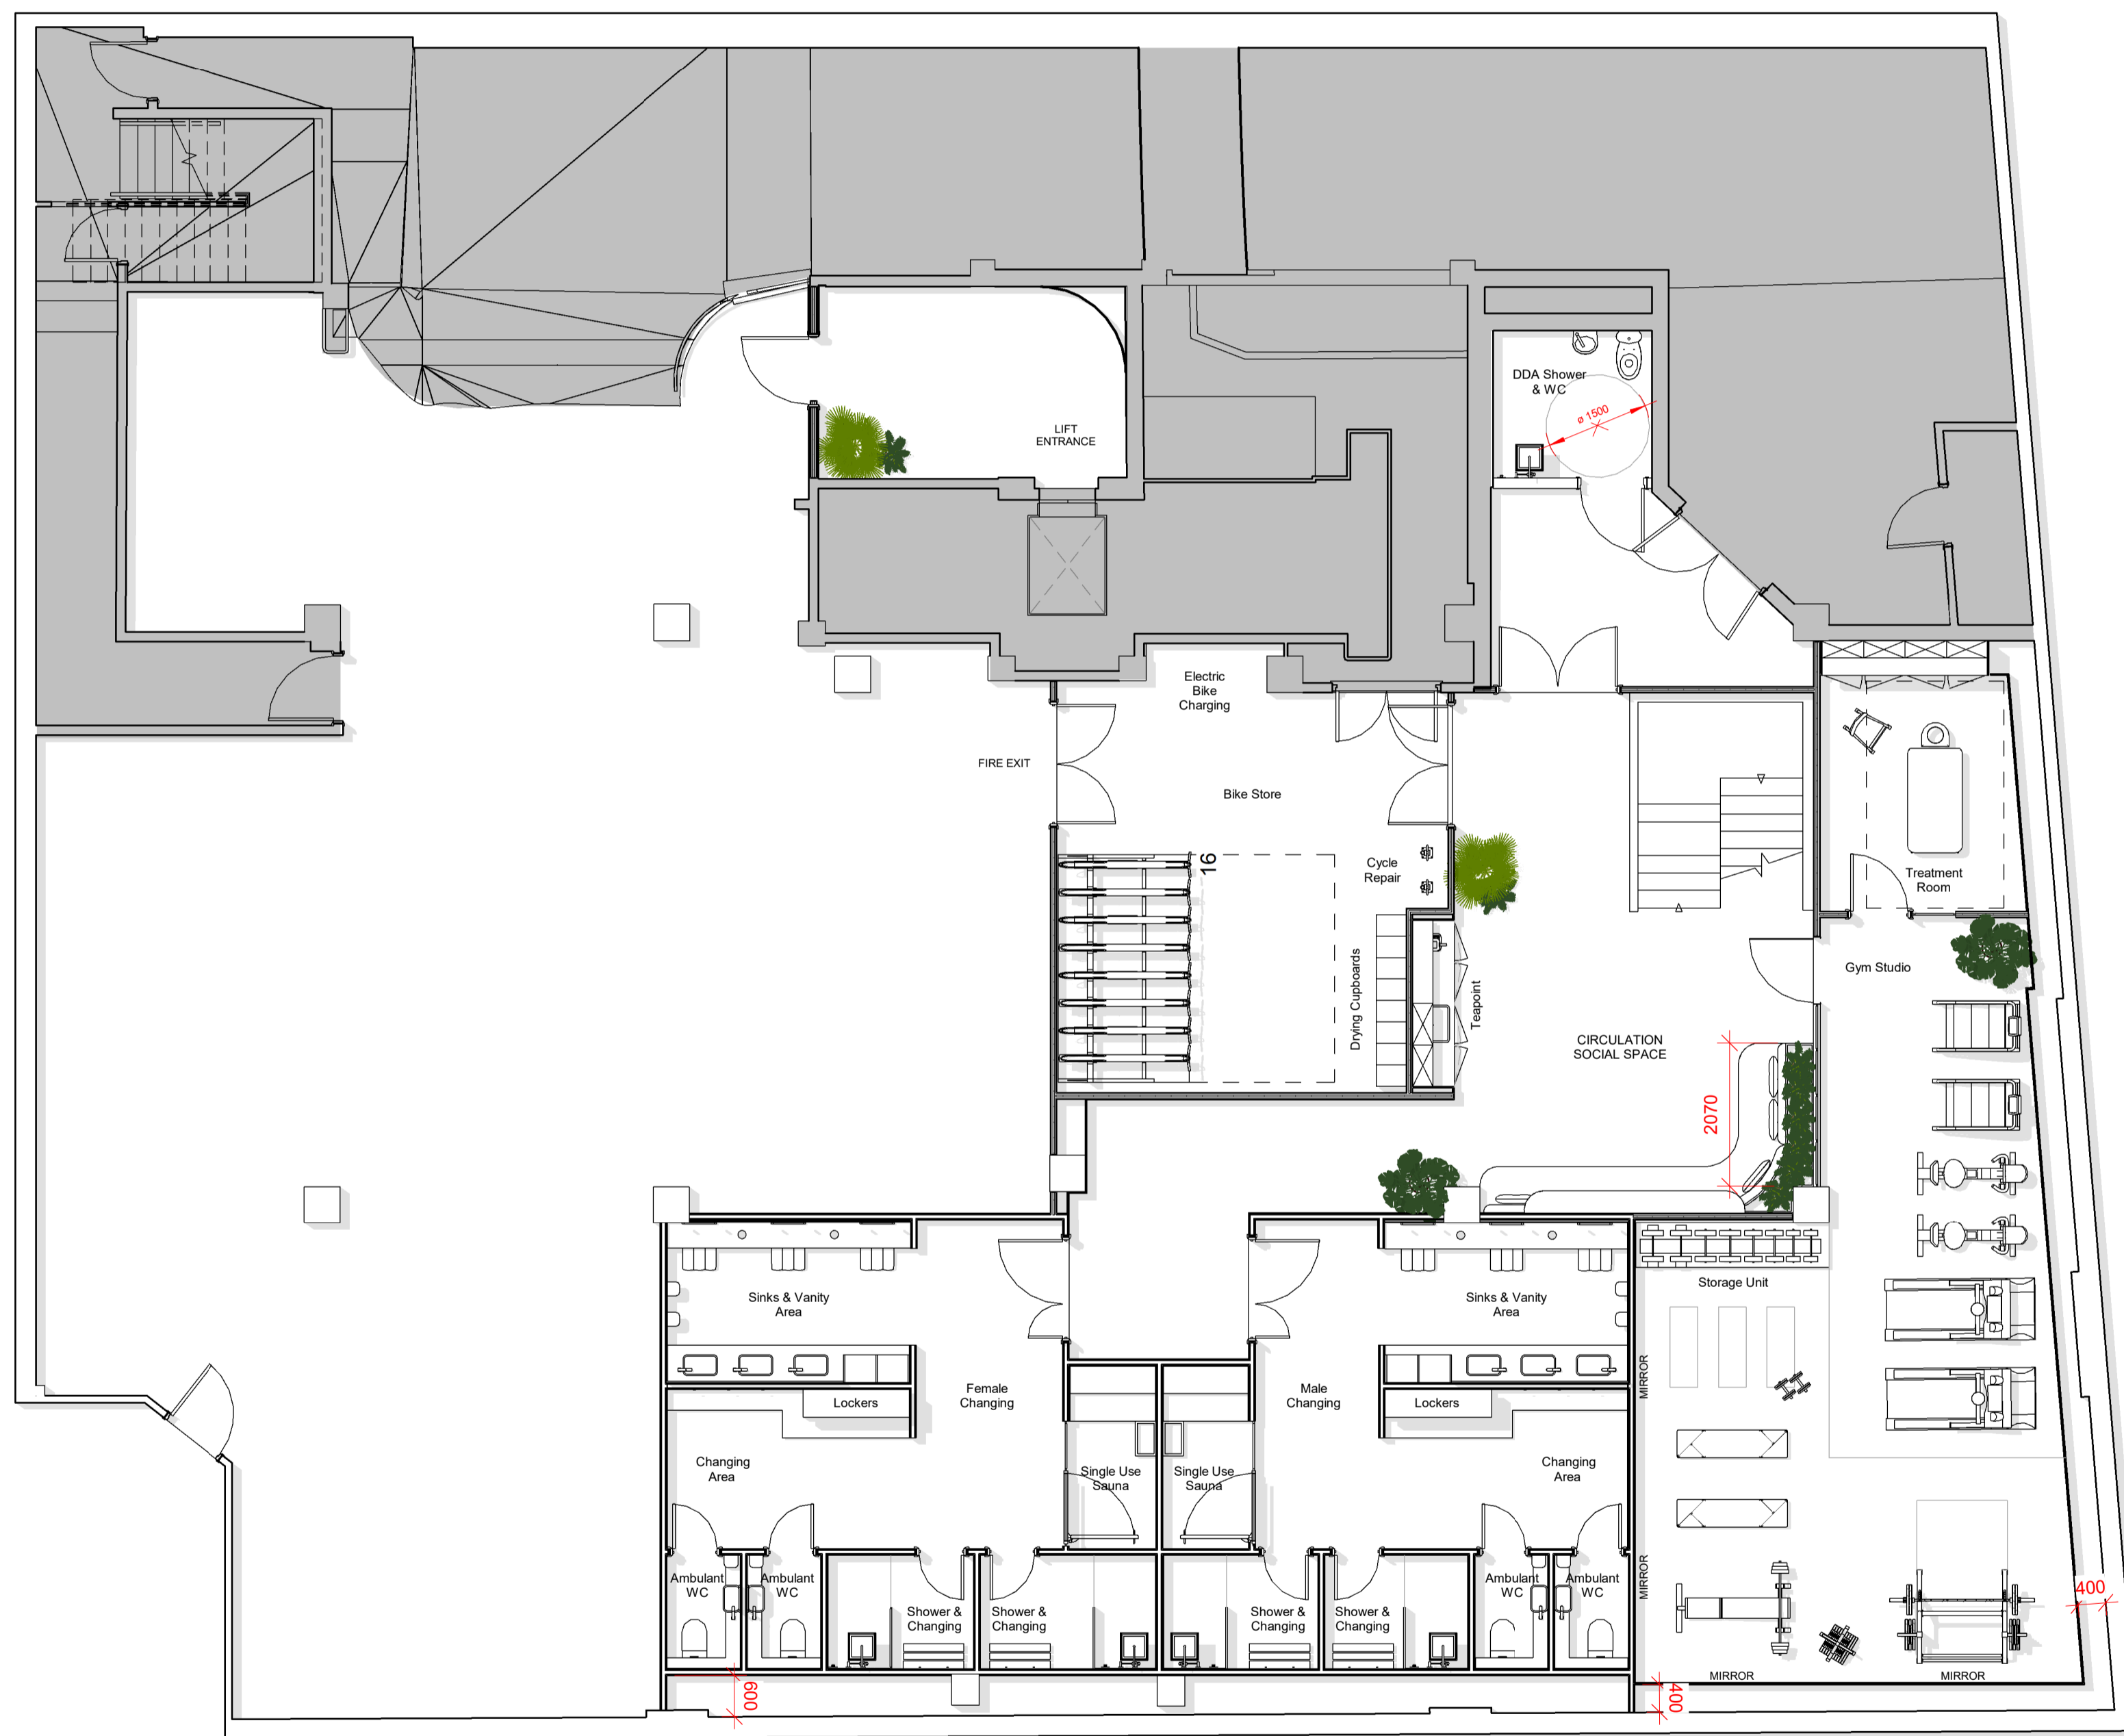 DDA Shower
& WC
ø 1500
LIFT
ENTRANCE
Electric
Bike
Charging
FIRE EXIT
Bike Store
16
Cycle
Repair
Treatment
Room
Drying Cupboards
Teapoint
Gym Studio
CIRCULATION
SOCIAL SPACE
2070
Sinks & Vanity
Area
Sinks & Vanity
Area
Storage Unit
MIRROR
Female
Changing
Male
Changing
Lockers
Lockers
Changing
Area
Single Use
Sauna
Single Use
Sauna
Changing
Area
Ambulant
WC
Ambulant
WC
Shower &
Changing
Shower &
Changing
Shower &
Changing
Shower &
Changing
Ambulant
WC
Ambulant
WC
MIRROR
400
MIRROR
MIRROR
600
400